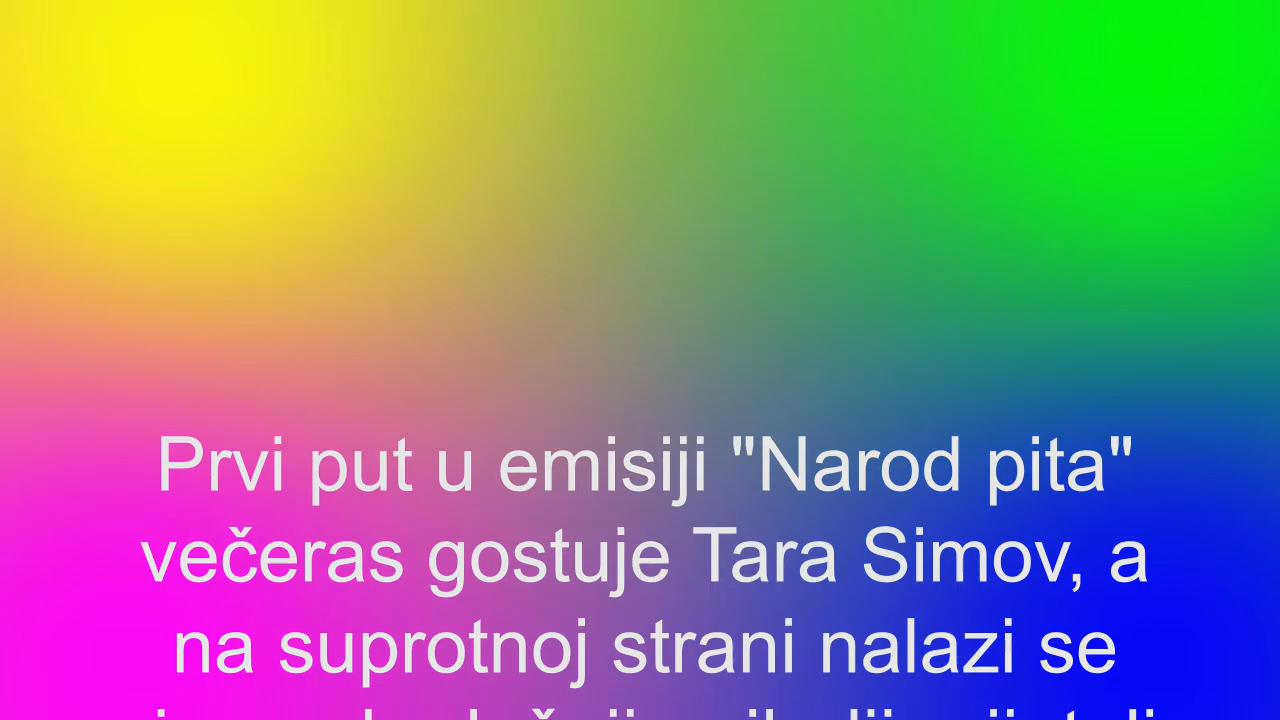 Prvi put u emisiji "Narod pita"
večeras gostuje Tara Simov, a
na suprotnoj strani nalazi se